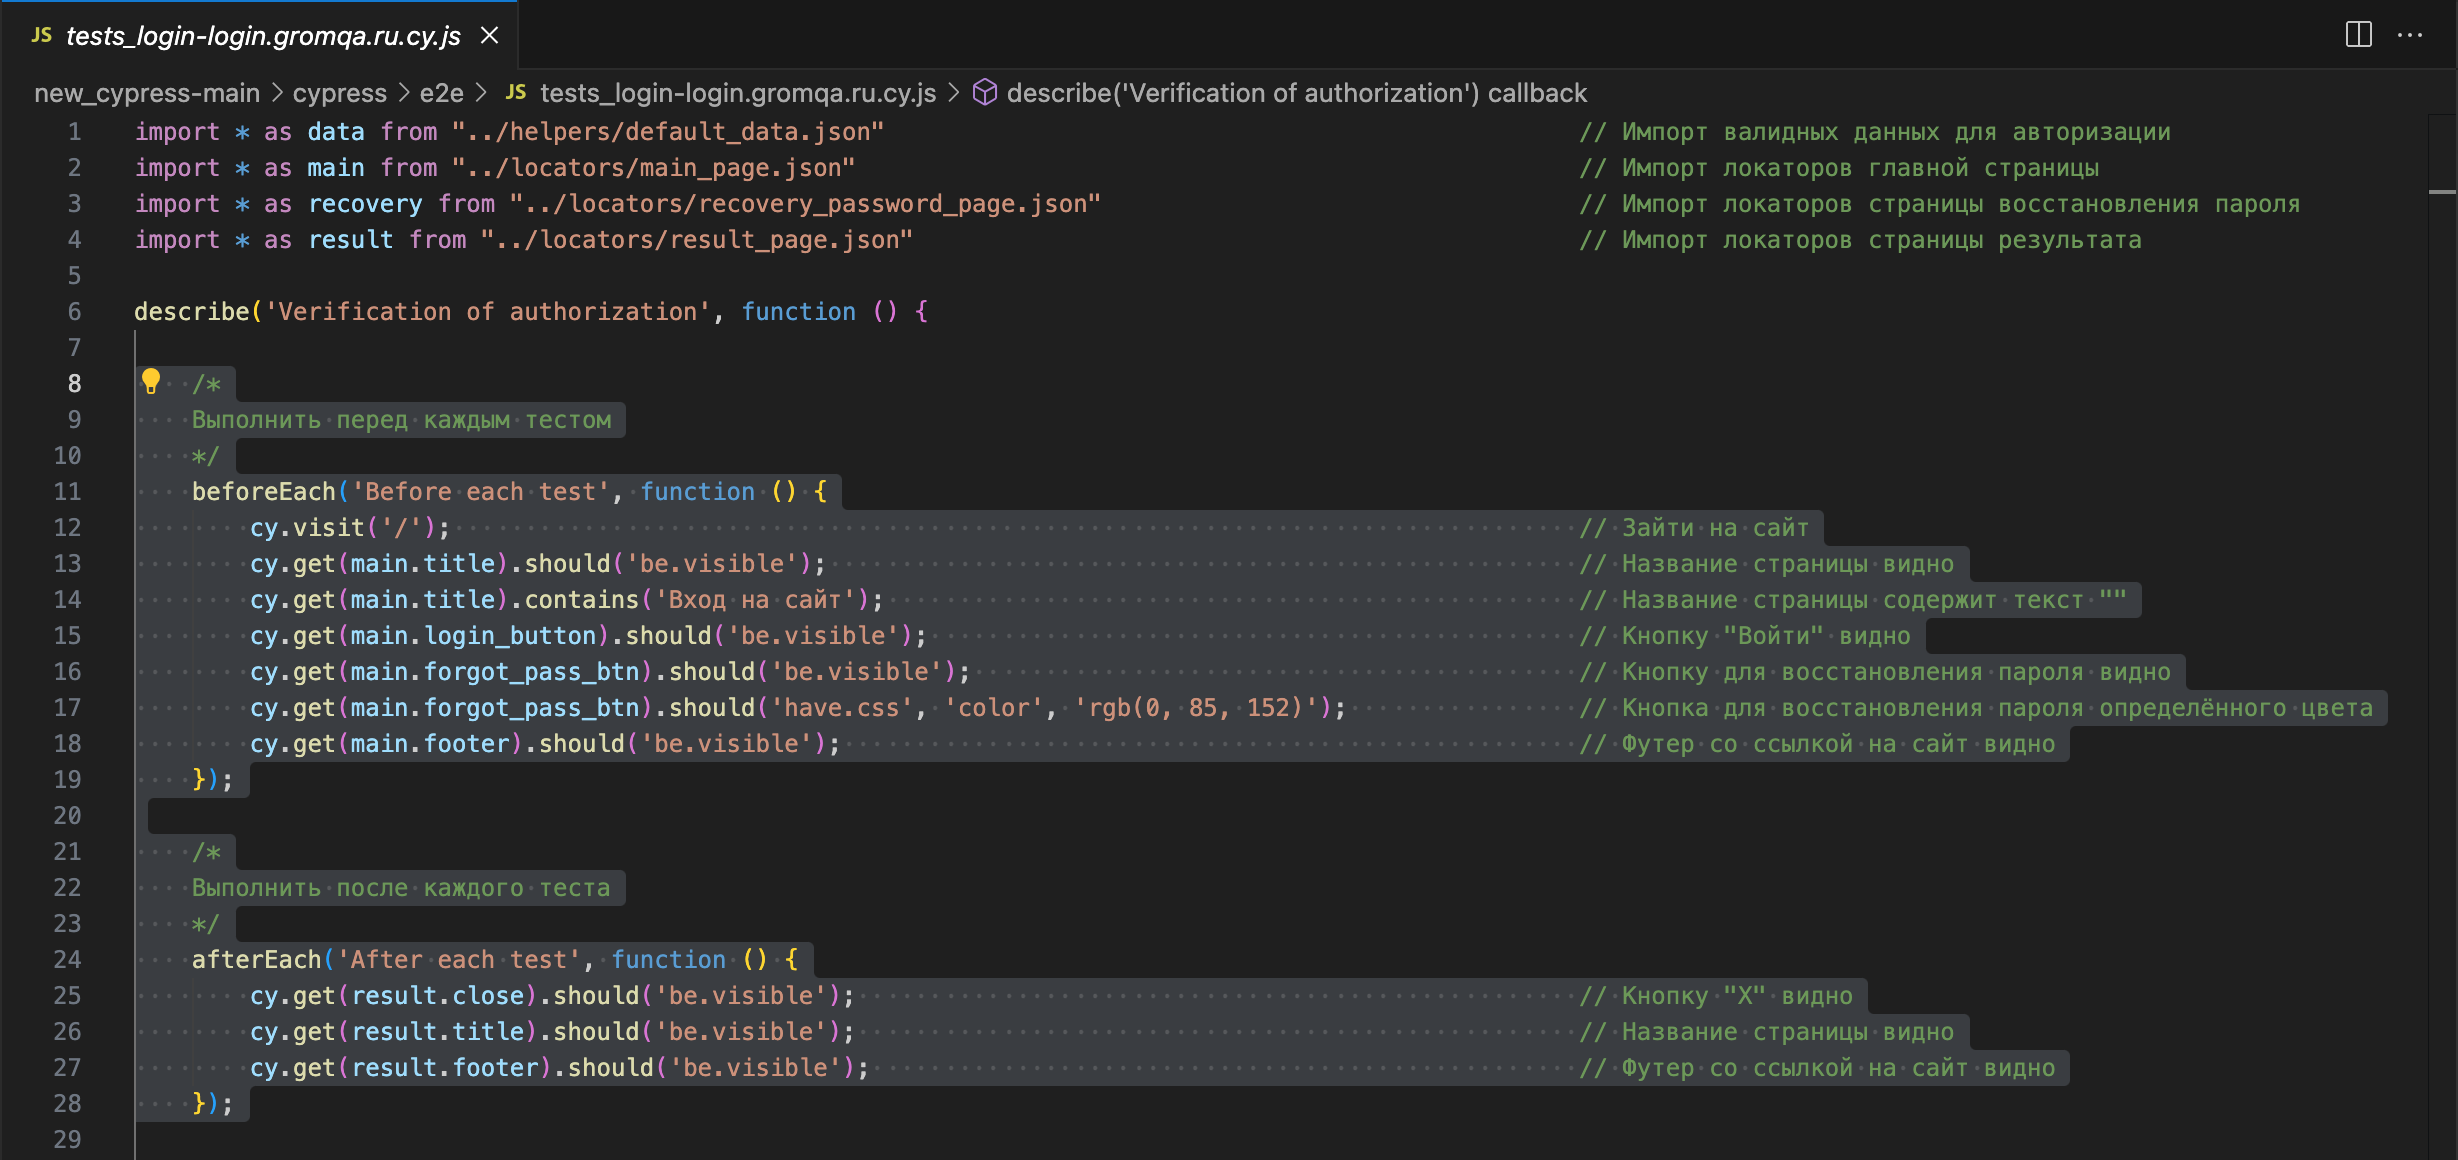 JS tests_login-login.gromqa.ru.cy.js
new_cypress-main > cypress > e2e > JS tests_login-login.gromqa.ru.cy.js > describe('Verification of authorization') callback
1 import * as data from "../helpers/default_data.json" // Импорт валидных данных для авторизации
2 import * as main from "../locators/main_page.json" // Импорт локаторов главной страницы
3 import * as recovery from "../locators/recovery_password_page.json" // Импорт локаторов страницы восстановления пароля
4 import * as result from "../locators/result_page.json" // Импорт локаторов страницы результата
5
6 describe('Verification of authorization', function () {
7
8 /*
9 Выполнить перед каждым тестом
10 */
11 beforeEach('Before each test', function () {
12 cy.visit('/'); // Зайти на сайт
13 cy.get(main.title).should('be.visible'); // Название страницы видно
14 cy.get(main.title).contains('Вход на сайт'); // Название страницы содержит текст ""
15 cy.get(main.login_button).should('be.visible'); // Кнопку "Войти" видно
16 cy.get(main.forgot_pass_btn).should('be.visible'); // Кнопку для восстановления пароля видно
17 cy.get(main.forgot_pass_btn).should('have.css', 'color', 'rgb(0, 85, 152)'); // Кнопка для восстановления пароля определённого цвета
18 cy.get(main.footer).should('be.visible'); // Футер со ссылкой на сайт видно
19 });
20
21 /*
22 Выполнить после каждого теста
23 */
24 afterEach('After each test', function () {
25 cy.get(result.close).should('be.visible'); // Кнопку "X" видно
26 cy.get(result.title).should('be.visible'); // Название страницы видно
27 cy.get(result.footer).should('be.visible'); // Футер со ссылкой на сайт видно
28 });
29